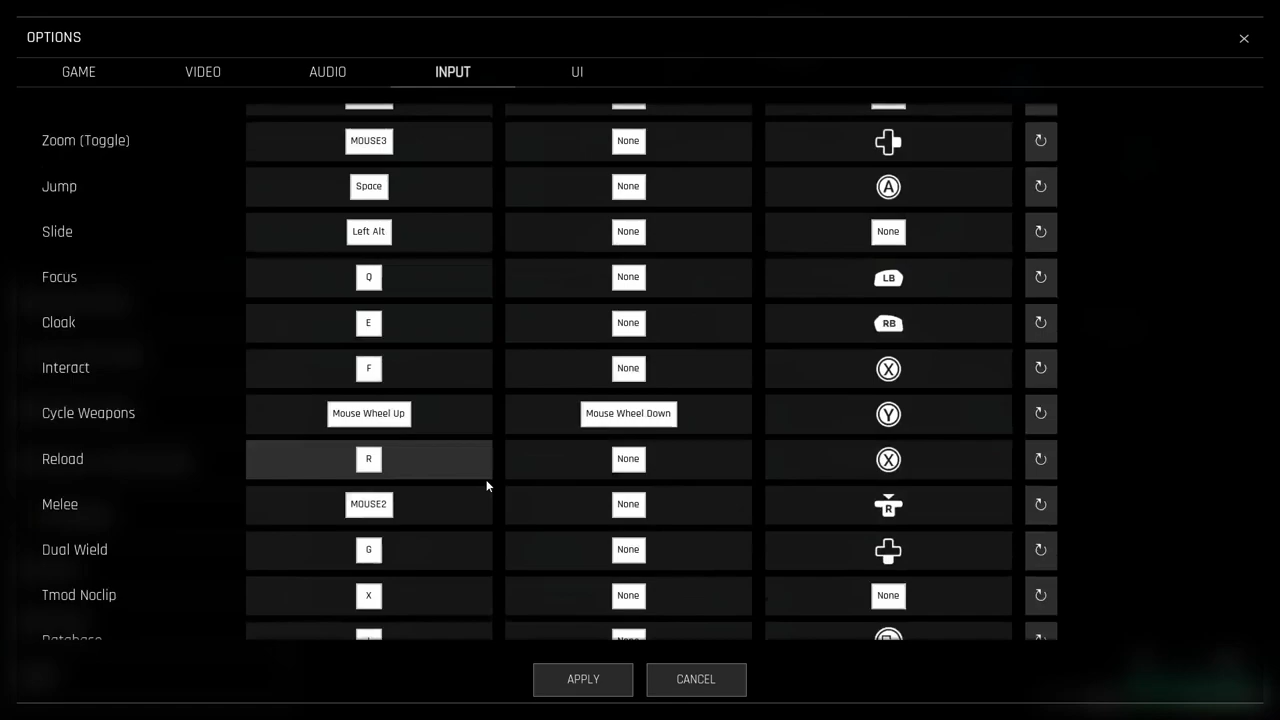 OPTIONS ×
GAME VIDEO AUDIO INPUT UI
Zoom (Toggle) MOUSE3 None
Jump Space None A
Slide Left Alt None None
Focus Q None LB
Cloak E None RB
Interact F None X
Cycle Weapons Mouse Wheel Up Mouse Wheel Down Y
Reload R None X
Melee MOUSE2 None R
Dual Wield G None
Tmod Noclip X None None
Database None
APPLY CANCEL